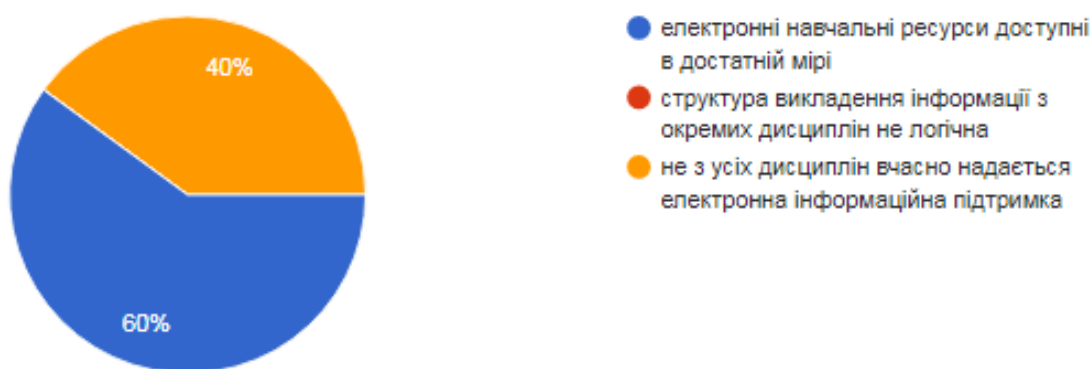 40%
60%
електронні навчальні ресурси доступні
в достатній мірі
структура викладення інформації з
окремих дисциплін не логічна
не з усіх дисциплін вчасно надається
електронна інформаційна підтримка